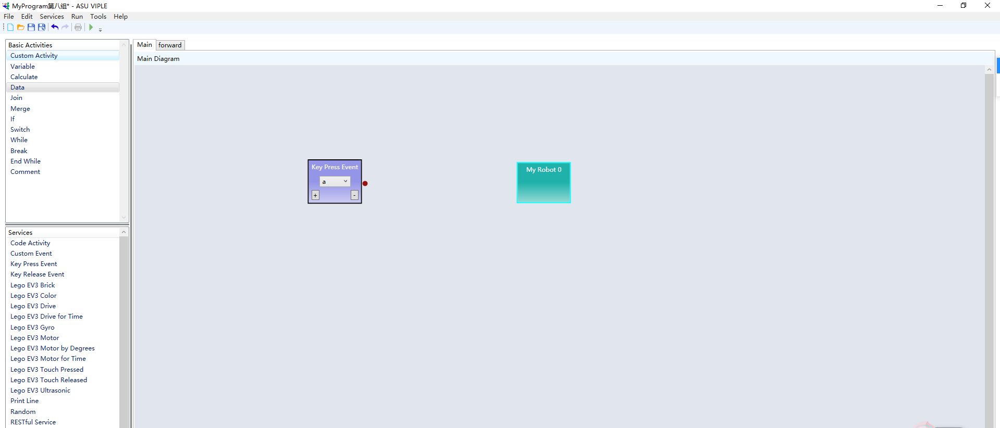 MyProgram第八组* - ASU VIPLE
File Edit Services Run Tools Help
Basic Activities
Custom Activity
Variable
Calculate
Data
Join
Merge
If
Switch
While
Break
End While
Comment
Services
Code Activity
Custom Event
Key Press Event
Key Release Event
Lego EV3 Brick
Lego EV3 Color
Lego EV3 Drive
Lego EV3 Drive for Time
Lego EV3 Gyro
Lego EV3 Motor
Lego EV3 Motor by Degrees
Lego EV3 Motor for Time
Lego EV3 Touch Pressed
Lego EV3 Touch Released
Lego EV3 Ultrasonic
Print Line
Random
RESTful Service
Main forward
Main Diagram
Key Press Event
a
+ -
My Robot 0